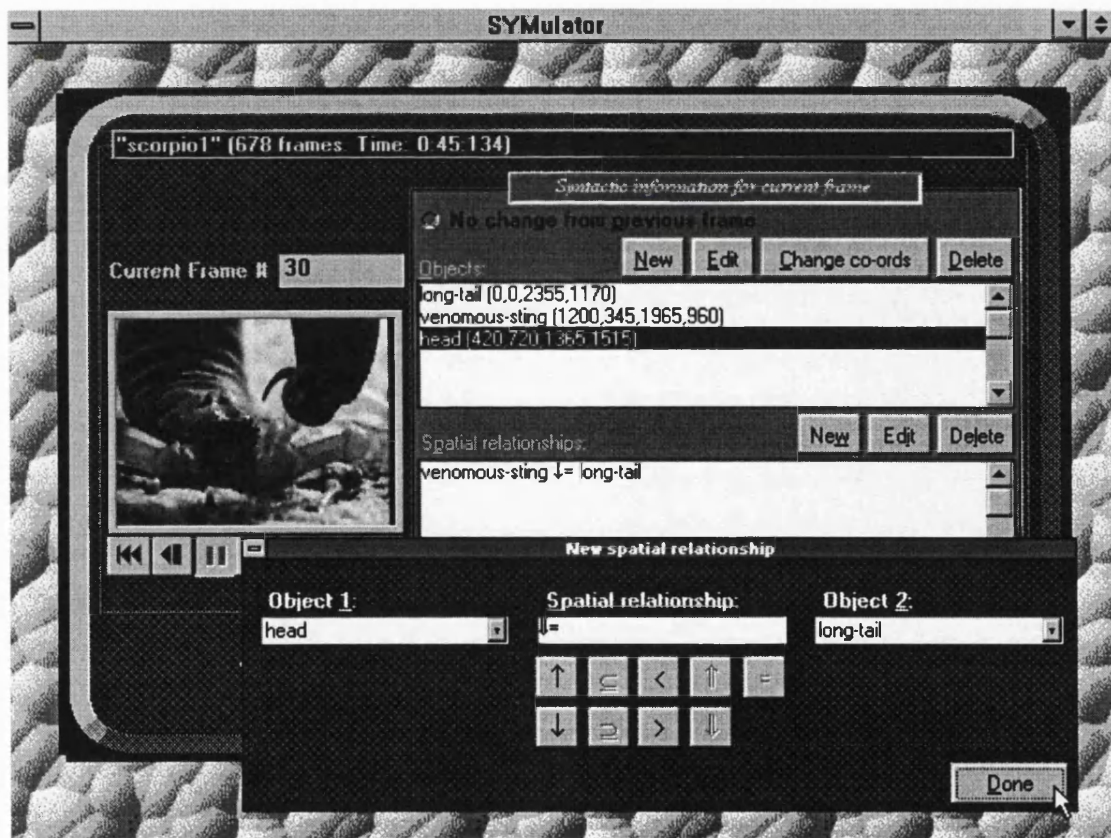 SYMulator
"scorpio1" (678 frames. Time: 0:45:134)
Syntactic information for current frame
No change from previous frame
Current Frame # 30
Objects: New Edit Change co-ords Delete
long-tail (0,0,2355,1170)
venomous-sting (1200,345,1965,960)
head (420,720,1365,1515)
Spatial relationships: New Edit Delete
venomous-sting ↓= long-tail
New spatial relationship
Object 1: Spatial relationship: Object 2:
head ⇓= long-tail
↑ ⊆ < ⇑ =
↓ ⊇ > ⇓
Done